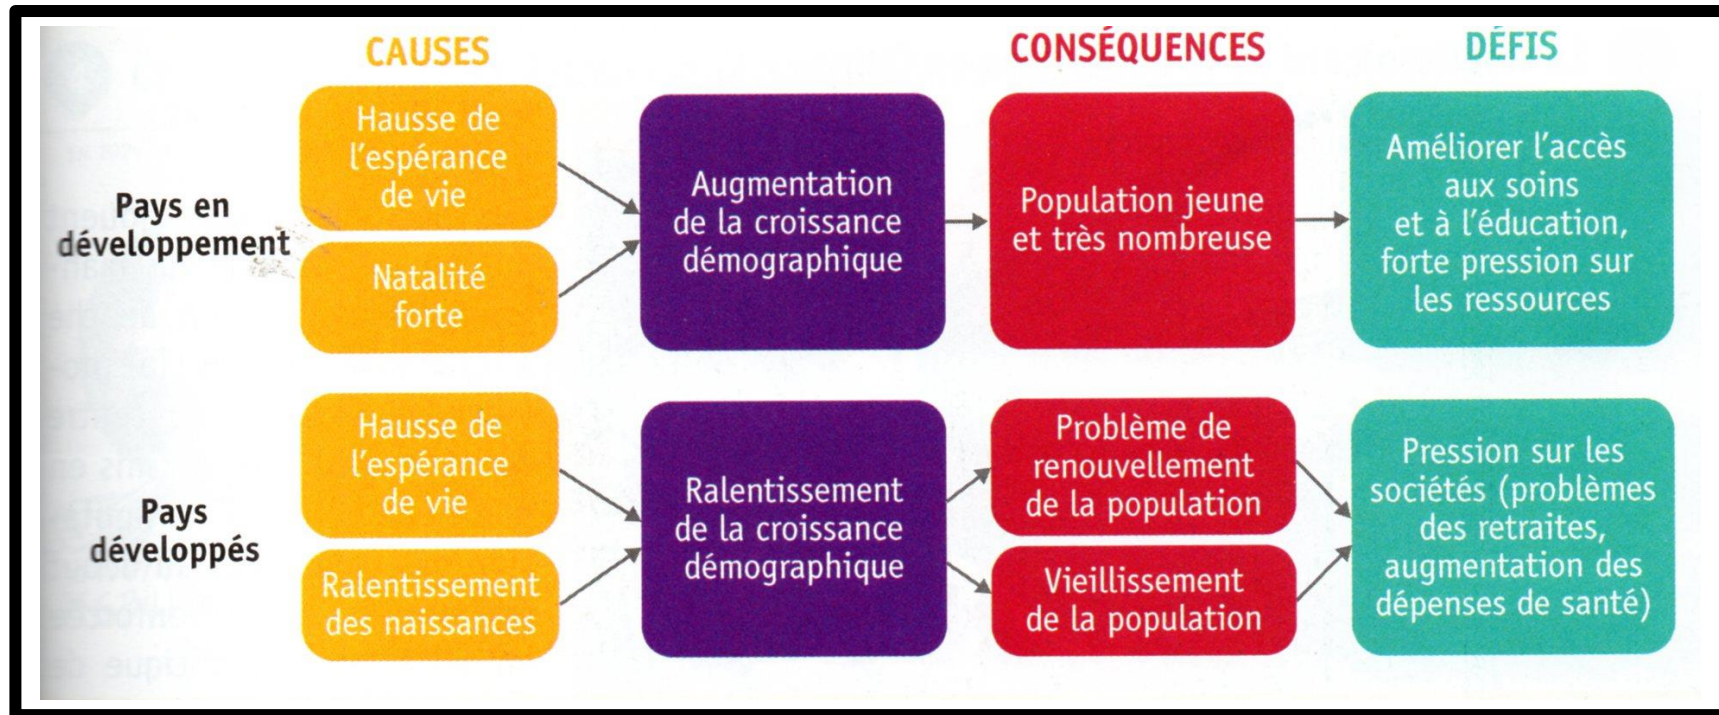 CAUSES
CONSÉQUENCES
DÉFIS
Pays en
développement
Hausse de
l'espérance
de vie
Natalité
forte
Augmentation
de la croissance
démographique
Population jeune
et très nombreuse
Améliorer l'accès
aux soins
et à l'éducation,
forte pression sur
les ressources
Pays
développés
Hausse de
l'espérance
de vie
Ralentissement
des naissances
Ralentissement
de la croissance
démographique
Problème de
renouvellement
de la population
Vieillissement
de la population
Pression sur les
sociétés (problèmes
des retraites,
augmentation des
dépenses de santé)